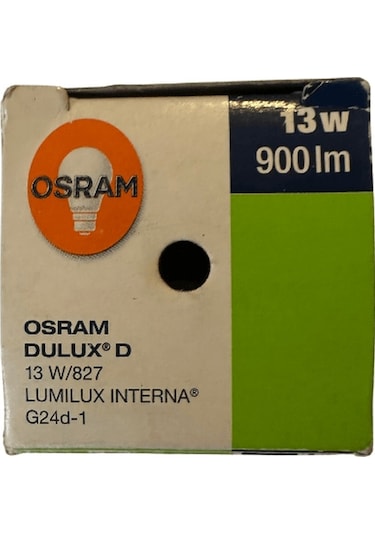 13 W
900 lm
OSRAM
OSRAM
DULUX® D
13 W/827
LUMILUX INTERNA®
G24d-1